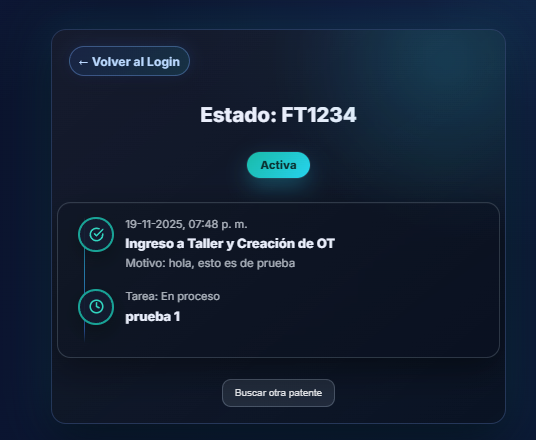 ← Volver al Login
Estado: FT1234
Activa
19-11-2025, 07:48 p. m.
Ingreso a Taller y Creación de OT
Motivo: hola, esto es de prueba
Tarea: En proceso
prueba 1
Buscar otra patente